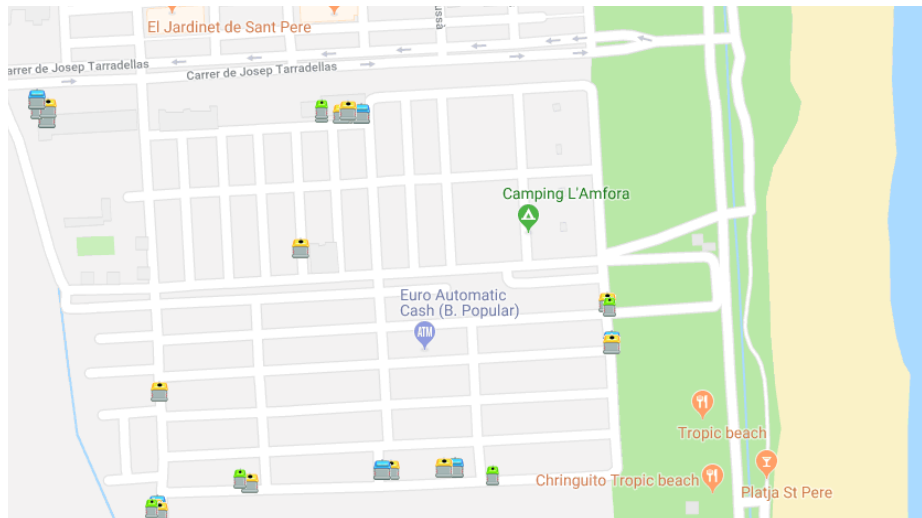 El Jardinet de Sant Pere
Carrer de Josep Tarradellas
Carrer de Josep Tarradellas
Camping L'Amfora
Euro Automatic
Cash (B. Popular)
ATM
Tropic beach
Chringuito Tropic beach
Platja St Pere